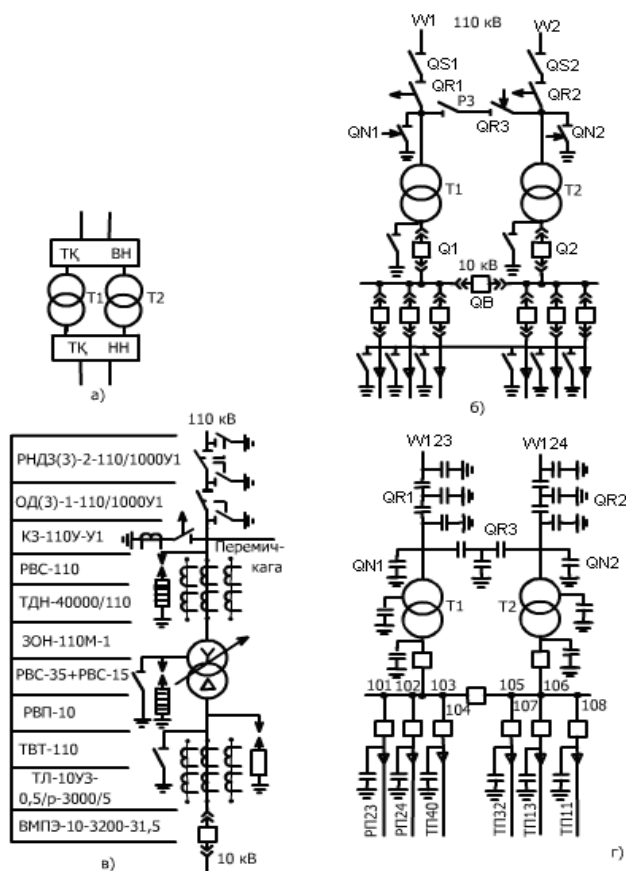 W1 110 кВ W2
QS1 QS2
QR1 QR2
P3
QR3
QN1 QN2
T1 T2
Q1 Q2
10 кВ
QB
б)
ТҚ ВН
T1 T2
ТҚ НН
а)
110 кВ
РНДЗ(3)-2-110/1000У1
ОД(3)-1-110/1000У1
КЗ-110У-У1
Перемич-
кага
РВС-110
ТДН-40000/110
ЗОН-110М-1
РВС-35+РВС-15
РВП-10
ТВТ-110
ТЛ-10УЗ-
0,5/р-3000/5
ВМПЭ-10-3200-31,5
10 кВ
в)
W123 W124
QR1 QR2
QR3
QN1 QN2
T1 T2
101 102 103 105 106
104 107 108
РП23 РП24 ТП40 ТП32 ТП13 ТП11
г)